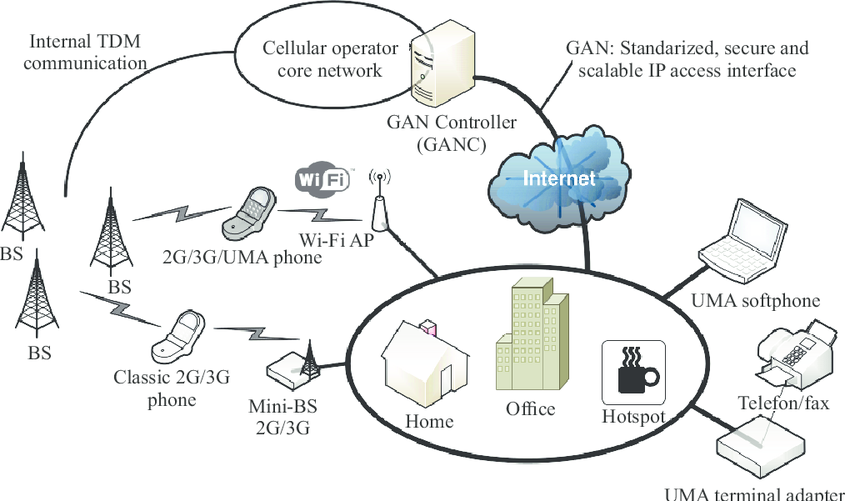 Internal TDM
communication
Cellular operator
core network
GAN: Standarized, secure and
scalable IP access interface
GAN Controller
(GANC)
Internet
WiFi
Wi-Fi AP
2G/3G/UMA phone
BS
BS
BS
UMA softphone
Classic 2G/3G
phone
Mini-BS
2G/3G
Home
Office
Hotspot
Telefon/fax
UMA terminal adapter